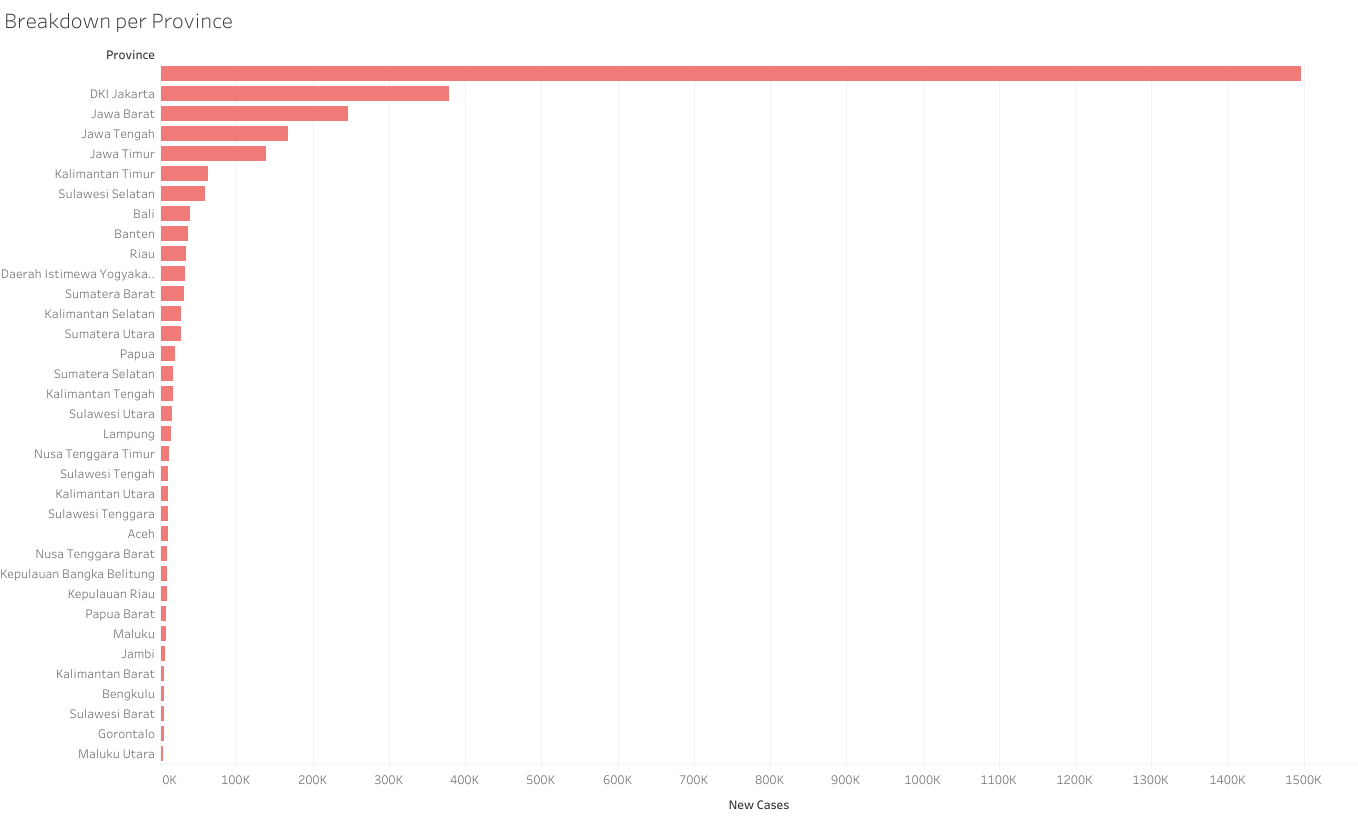 Breakdown per Province
Province
DKI Jakarta
Jawa Barat
Jawa Tengah
Jawa Timur
Kalimantan Timur
Sulawesi Selatan
Bali
Banten
Riau
Daerah Istimewa Yogyaka..
Sumatera Barat
Kalimantan Selatan
Sumatera Utara
Papua
Sumatera Selatan
Kalimantan Tengah
Sulawesi Utara
Lampung
Nusa Tenggara Timur
Sulawesi Tengah
Kalimantan Utara
Sulawesi Tenggara
Aceh
Nusa Tenggara Barat
Kepulauan Bangka Belitung
Kepulauan Riau
Papua Barat
Maluku
Jambi
Kalimantan Barat
Bengkulu
Sulawesi Barat
Gorontalo
Maluku Utara
0K 100K 200K 300K 400K 500K 600K 700K 800K 900K 1000K 1100K 1200K 1300K 1400K 1500K
New Cases